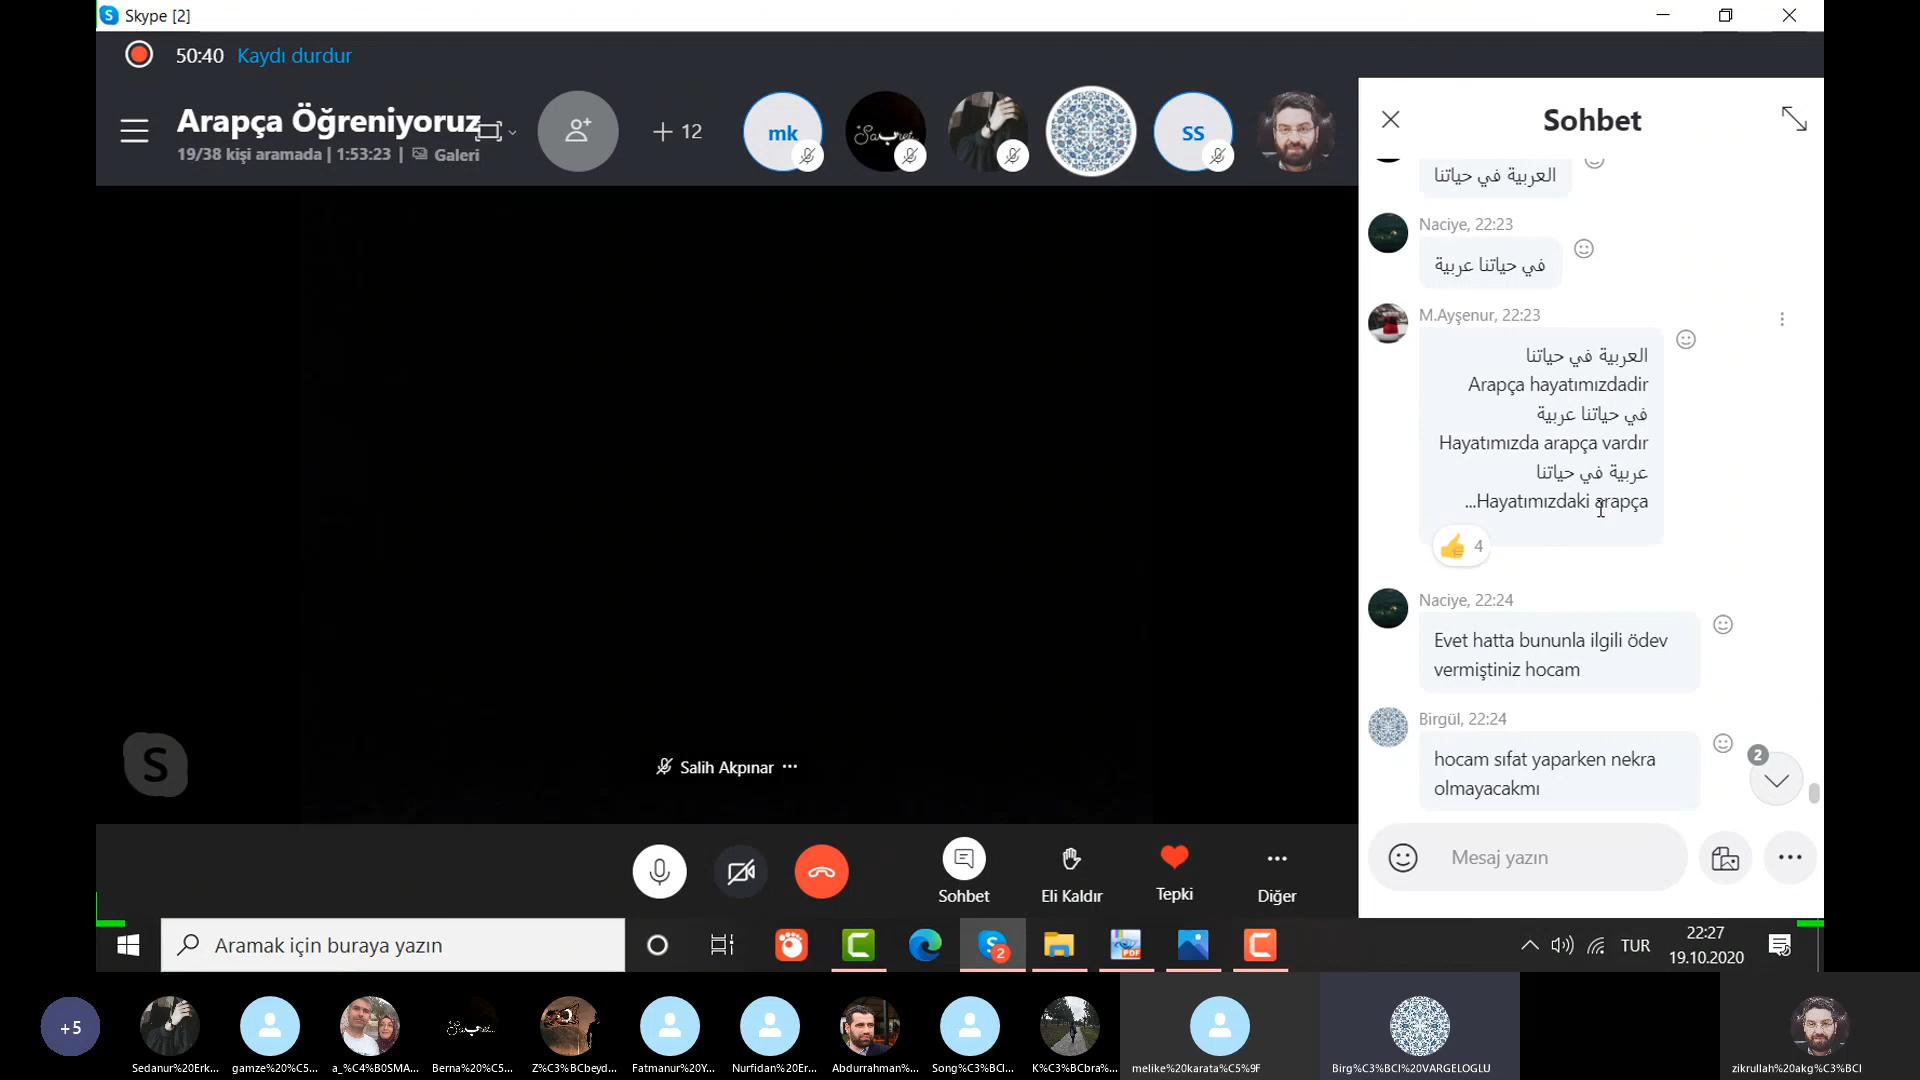 Skype [2]
50:40 Kaydı durdur
Arapça Öğreniyoruz
19/38 kişi aramada | 1:53:23 | Galeri
+ 12
mk
SS
Sohbet
العربية في حياتنا
Naciye, 22:23
في حياتنا عربية
M.Ayşenur, 22:23
العربية في حياتنا
Arapça hayatımızdadir
في حياتنا عربية
Hayatımızda arapça vardır
عربية في حياتنا
Hayatımızdaki arapça...
4
Naciye, 22:24
Evet hatta bununla ilgili ödev
vermiştiniz hocam
Birgül, 22:24
hocam sıfat yaparken nekra
olmayacakmı
2
Mesaj yazın
Salih Akpınar
Sohbet
Eli Kaldır
Tepki
Diğer
Aramak için buraya yazın
2
PDF
TUR
22:27
19.10.2020
+5
Sedanur%20Erk...
gamze%20%C5...
a_%C4%B0SMA...
Berna%20%C5...
Z%C3%BCbeyd...
Fatmanur%20Y...
Nurfidan%20Er...
Abdurrahman%...
Song%C3%BCl...
K%C3%BCbra%...
melike%20karata%C5%9F
Birg%C3%BCl%20VARGELOGLU
zikrullah%20akg%C3%BCl